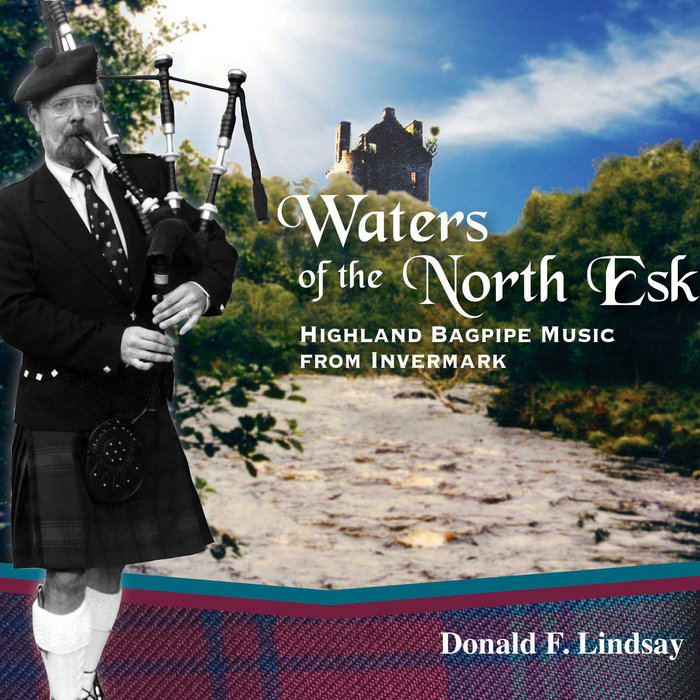 Waters
of the North Esk
Highland Bagpipe Music
from Invermark
Donald F. Lindsay